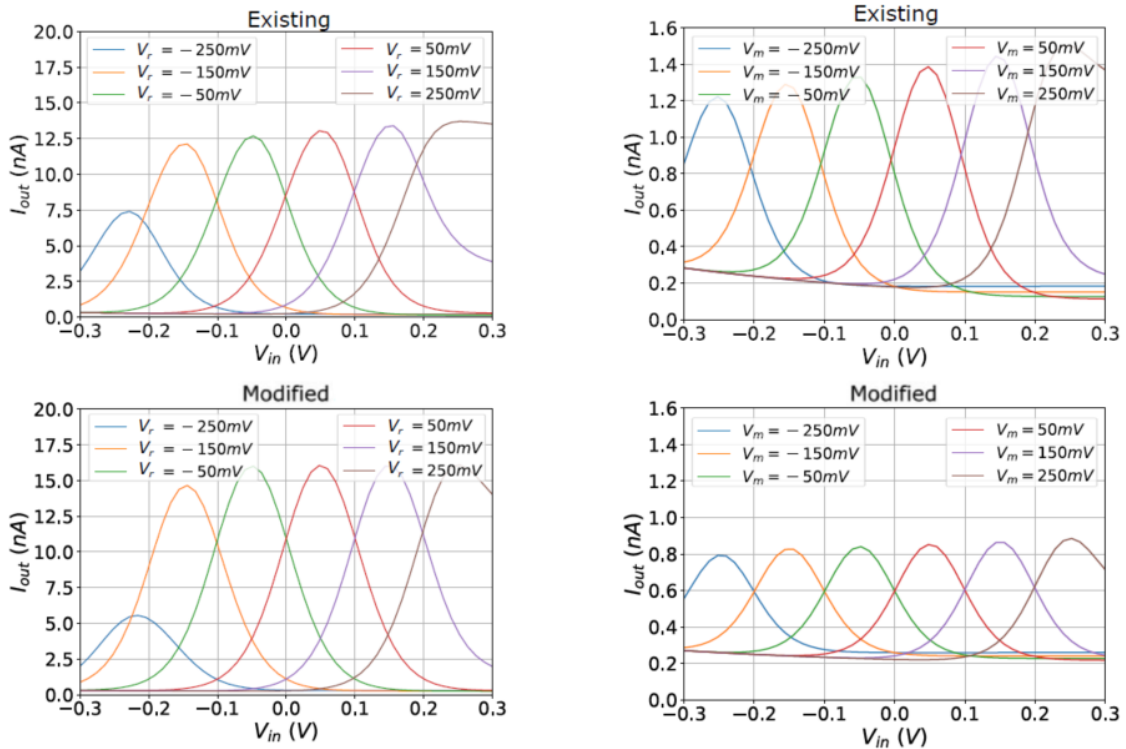 Existing
20.0
17.5
15.0
12.5
10.0
7.5
5.0
2.5
0.0
I_out (nA)
V_r = −250mV
V_r = −150mV
V_r = −50mV
V_r = 50mV
V_r = 150mV
V_r = 250mV
−0.3 −0.2 −0.1 0.0 0.1 0.2 0.3
V_in (V)
Existing
1.6
1.4
1.2
1.0
0.8
0.6
0.4
0.2
0.0
I_out (nA)
V_m = −250mV
V_m = −150mV
V_m = −50mV
V_m = 50mV
V_m = 150mV
V_m = 250mV
−0.3 −0.2 −0.1 0.0 0.1 0.2 0.3
V_in (V)
Modified
20.0
17.5
15.0
12.5
10.0
7.5
5.0
2.5
0.0
I_out (nA)
V_r = −250mV
V_r = −150mV
V_r = −50mV
V_r = 50mV
V_r = 150mV
V_r = 250mV
−0.3 −0.2 −0.1 0.0 0.1 0.2 0.3
V_in (V)
Modified
1.6
1.4
1.2
1.0
0.8
0.6
0.4
0.2
0.0
I_out (nA)
V_m = −250mV
V_m = −150mV
V_m = −50mV
V_m = 50mV
V_m = 150mV
V_m = 250mV
−0.3 −0.2 −0.1 0.0 0.1 0.2 0.3
V_in (V)